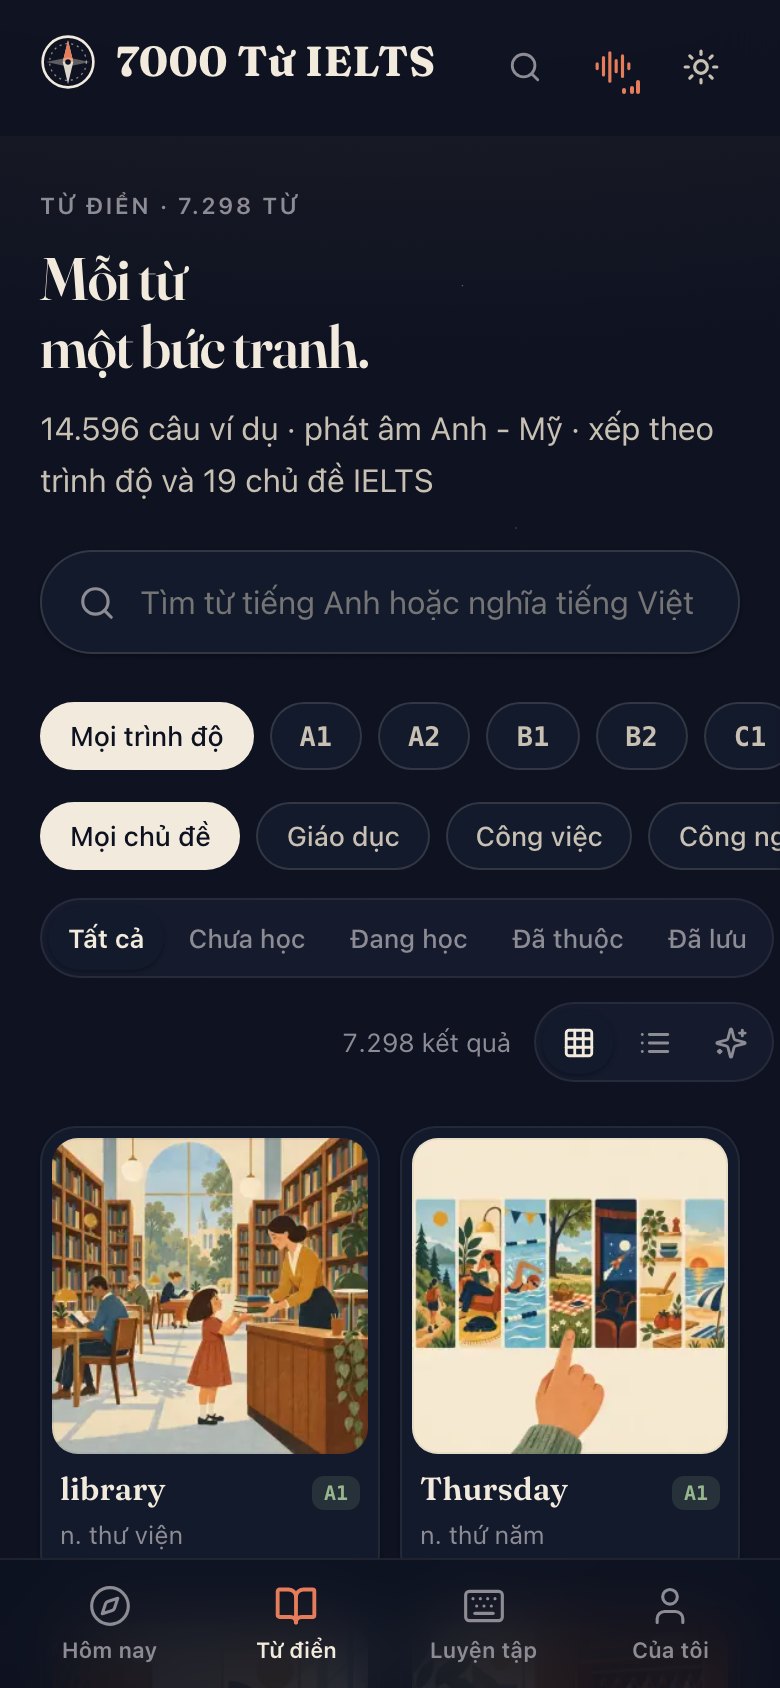 7000 Từ IELTS
TỪ ĐIỂN · 7.298 TỪ
Mỗi từ
một bức tranh.
14.596 câu ví dụ · phát âm Anh - Mỹ · xếp theo
trình độ và 19 chủ đề IELTS
Tìm từ tiếng Anh hoặc nghĩa tiếng Việt
Mọi trình độ A1 A2 B1 B2 C1
Mọi chủ đề Giáo dục Công việc Công ng
Tất cả Chưa học Đang học Đã thuộc Đã lưu
7.298 kết quả
library A1
n. thư viện
Thursday A1
n. thứ năm
Hôm nay Từ điển Luyện tập Của tôi